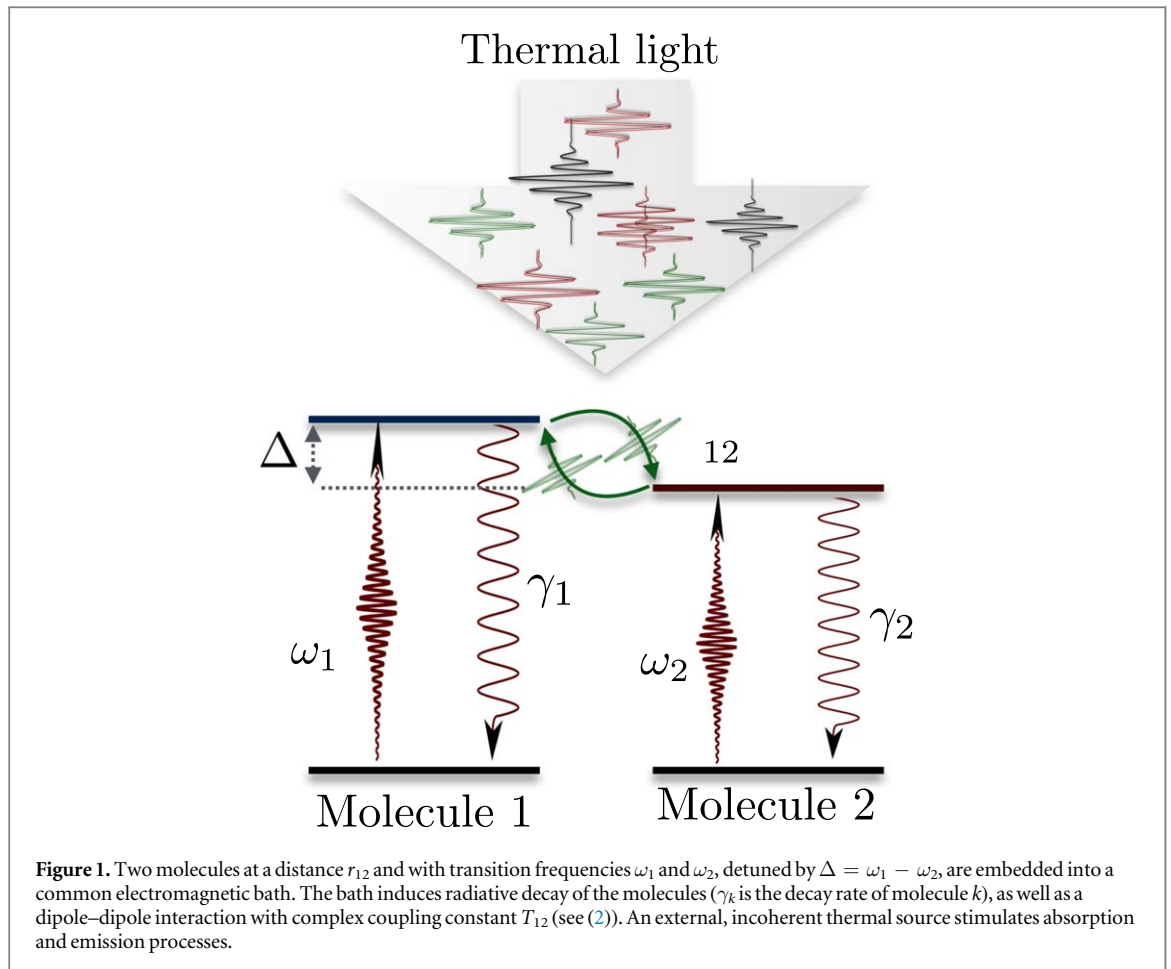 Thermal light
Δ
12
γ1
ω1
γ2
ω2
Molecule 1
Molecule 2
Figure 1. Two molecules at a distance r12 and with transition frequencies ω1 and ω2, detuned by Δ = ω1 − ω2, are embedded into a
common electromagnetic bath. The bath induces radiative decay of the molecules (γk is the decay rate of molecule k), as well as a
dipole–dipole interaction with complex coupling constant T12 (see (2)). An external, incoherent thermal source stimulates absorption
and emission processes.